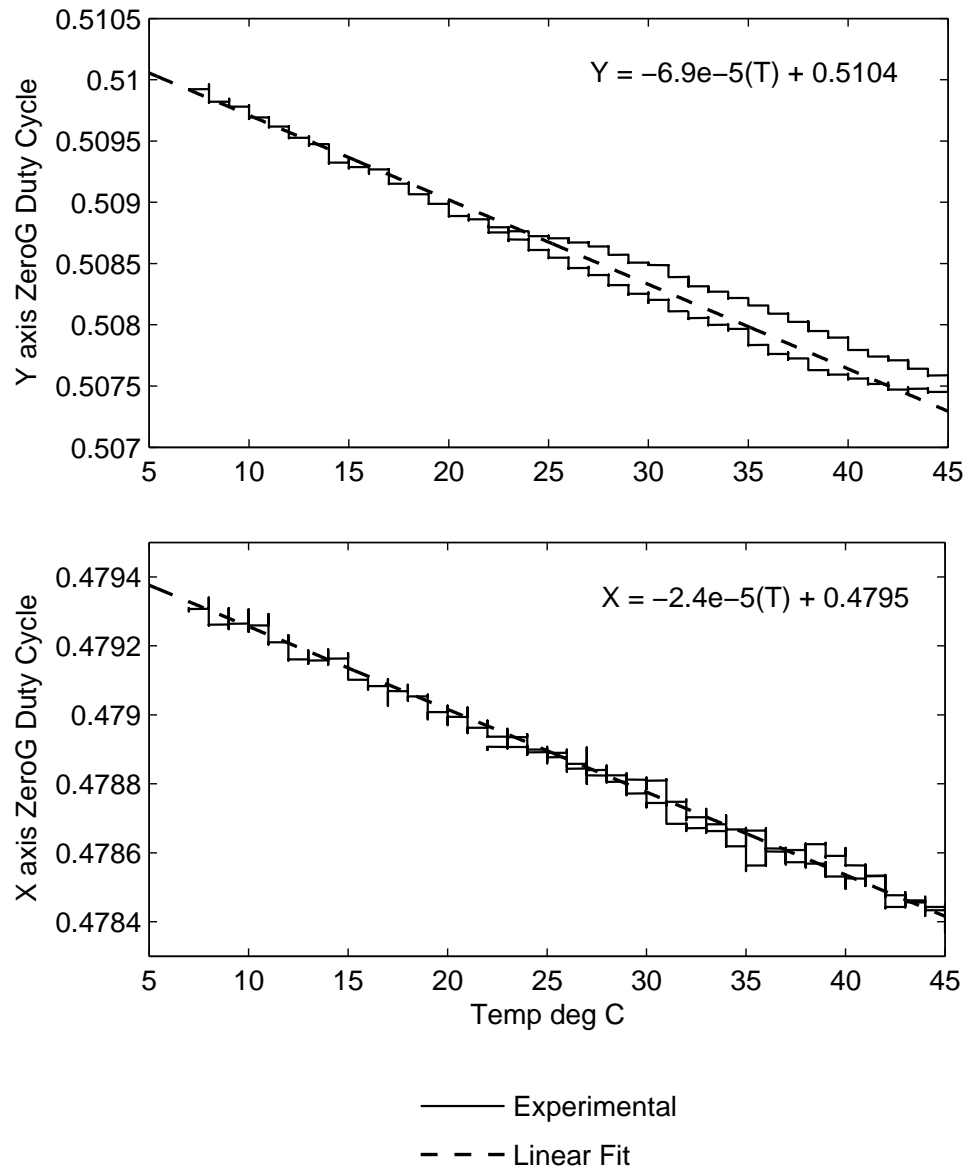 0.5105
0.51
0.5095
0.509
0.5085
0.508
0.5075
0.507
Y axis ZeroG Duty Cycle
Y = −6.9e−5(T) + 0.5104
5 10 15 20 25 30 35 40 45
0.4794
0.4792
0.479
0.4788
0.4786
0.4784
X axis ZeroG Duty Cycle
X = −2.4e−5(T) + 0.4795
5 10 15 20 25 30 35 40 45
Temp deg C
Experimental
Linear Fit